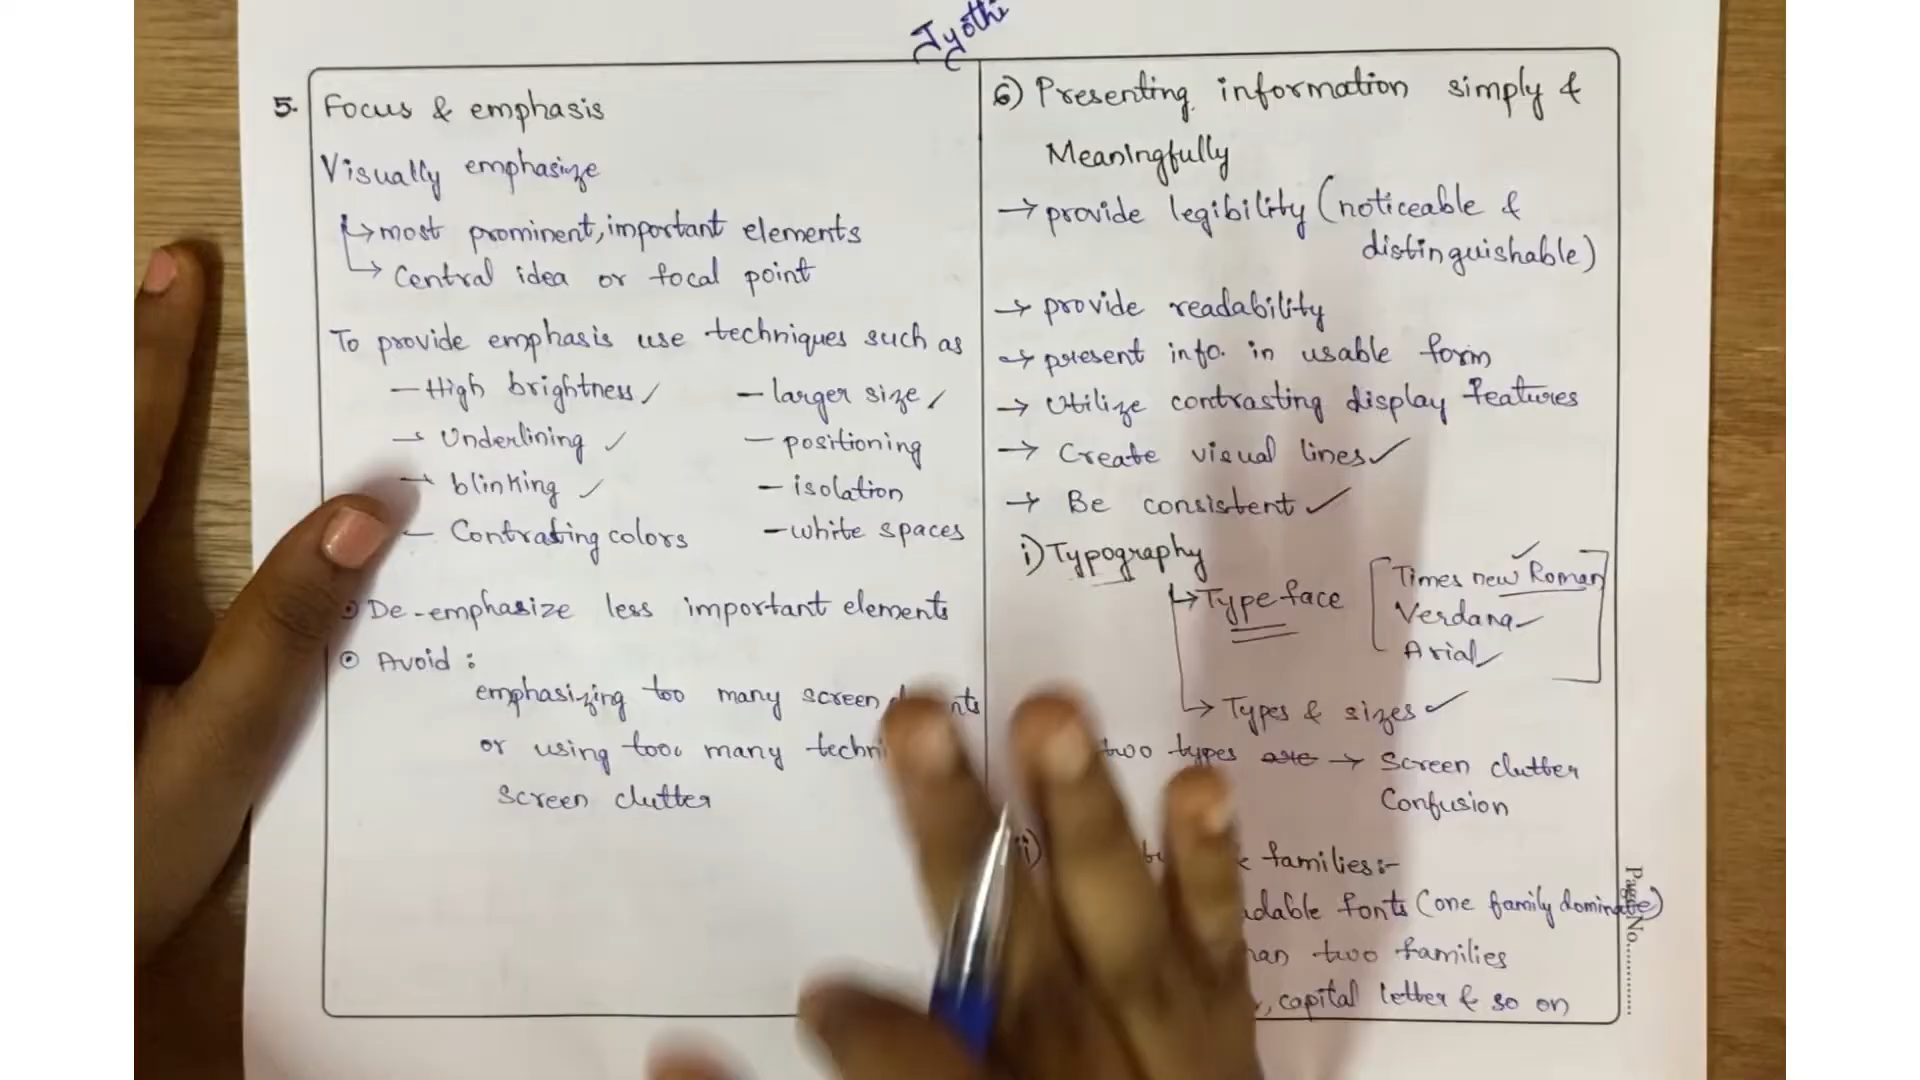 Jyothi
5. Focus & emphasis
Visually emphasize
↳ most prominent, important elements
↳ Central idea or focal point
To provide emphasis use techniques such as
- High brightness ✓ - larger size ✓
- Underlining ✓ - positioning
- blinking ✓ - isolation
- Contrating colors - white spaces
De-emphasize less important elements
Avoid :
emphasizing too many screen
or using too many
screen clutter
6) Presenting information simply &
Meaningfully
→ provide legibility (noticeable &
distinguishable)
→ provide readability
→ present info. in usable form
→ Utilize contrasting display features
→ Create visual lines ✓
→ Be consistent ✓
i) Typography
↳ Type face [Times new Roman
Verdana
Arial]
→ Types & sizes ✓
two types → Screen clutter
Confusion
ii) families:-
fonts (one family dominate)
two families
, capital letter & so on
Page No.............